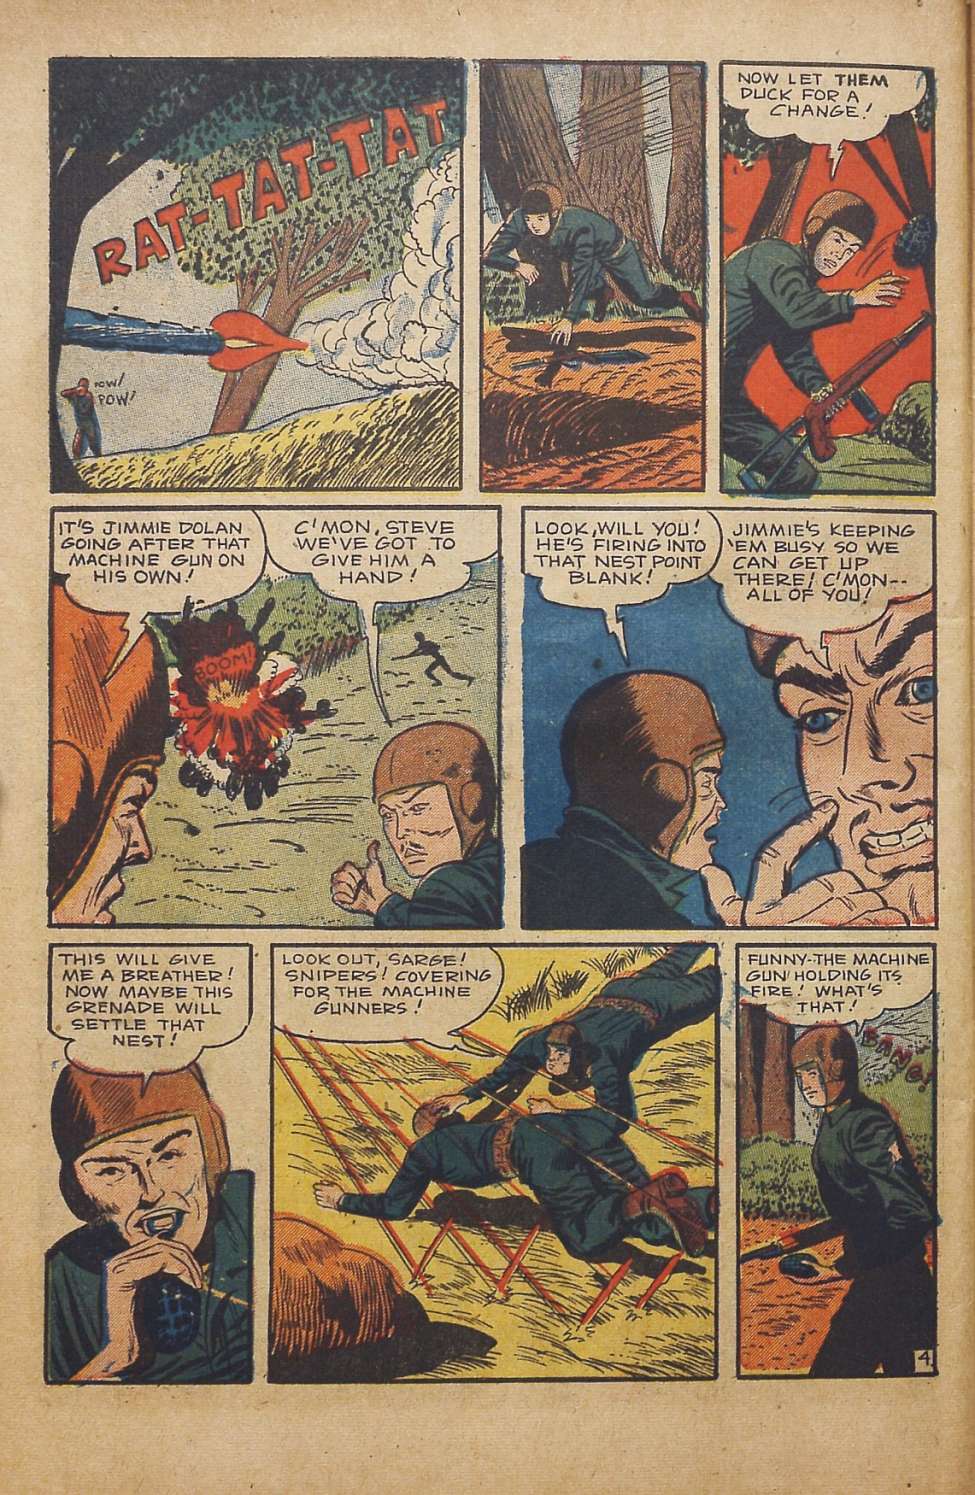 RAT-TAT-TAT
POW!
POW!
NOW LET THEM
DUCK FOR A
CHANGE!
IT'S JIMMIE DOLAN
GOING AFTER THAT
MACHINE GUN ON
HIS OWN!
C'MON, STEVE
WE'VE GOT TO
GIVE HIM A
HAND!
BOOM!
LOOK, WILL YOU!
HE'S FIRING INTO
THAT NEST POINT
BLANK!
JIMMIE'S KEEPING
'EM BUSY SO WE
CAN GET UP
THERE! C'MON--
ALL OF YOU!
THIS WILL GIVE
ME A BREATHER!
NOW MAYBE THIS
GRENADE WILL
SETTLE THAT
NEST!
LOOK OUT, SARGE!
SNIPERS! COVERING
FOR THE MACHINE
GUNNERS!
FUNNY-THE MACHINE
GUN HOLDING ITS
FIRE! WHAT'S
THAT!
BANG!
4